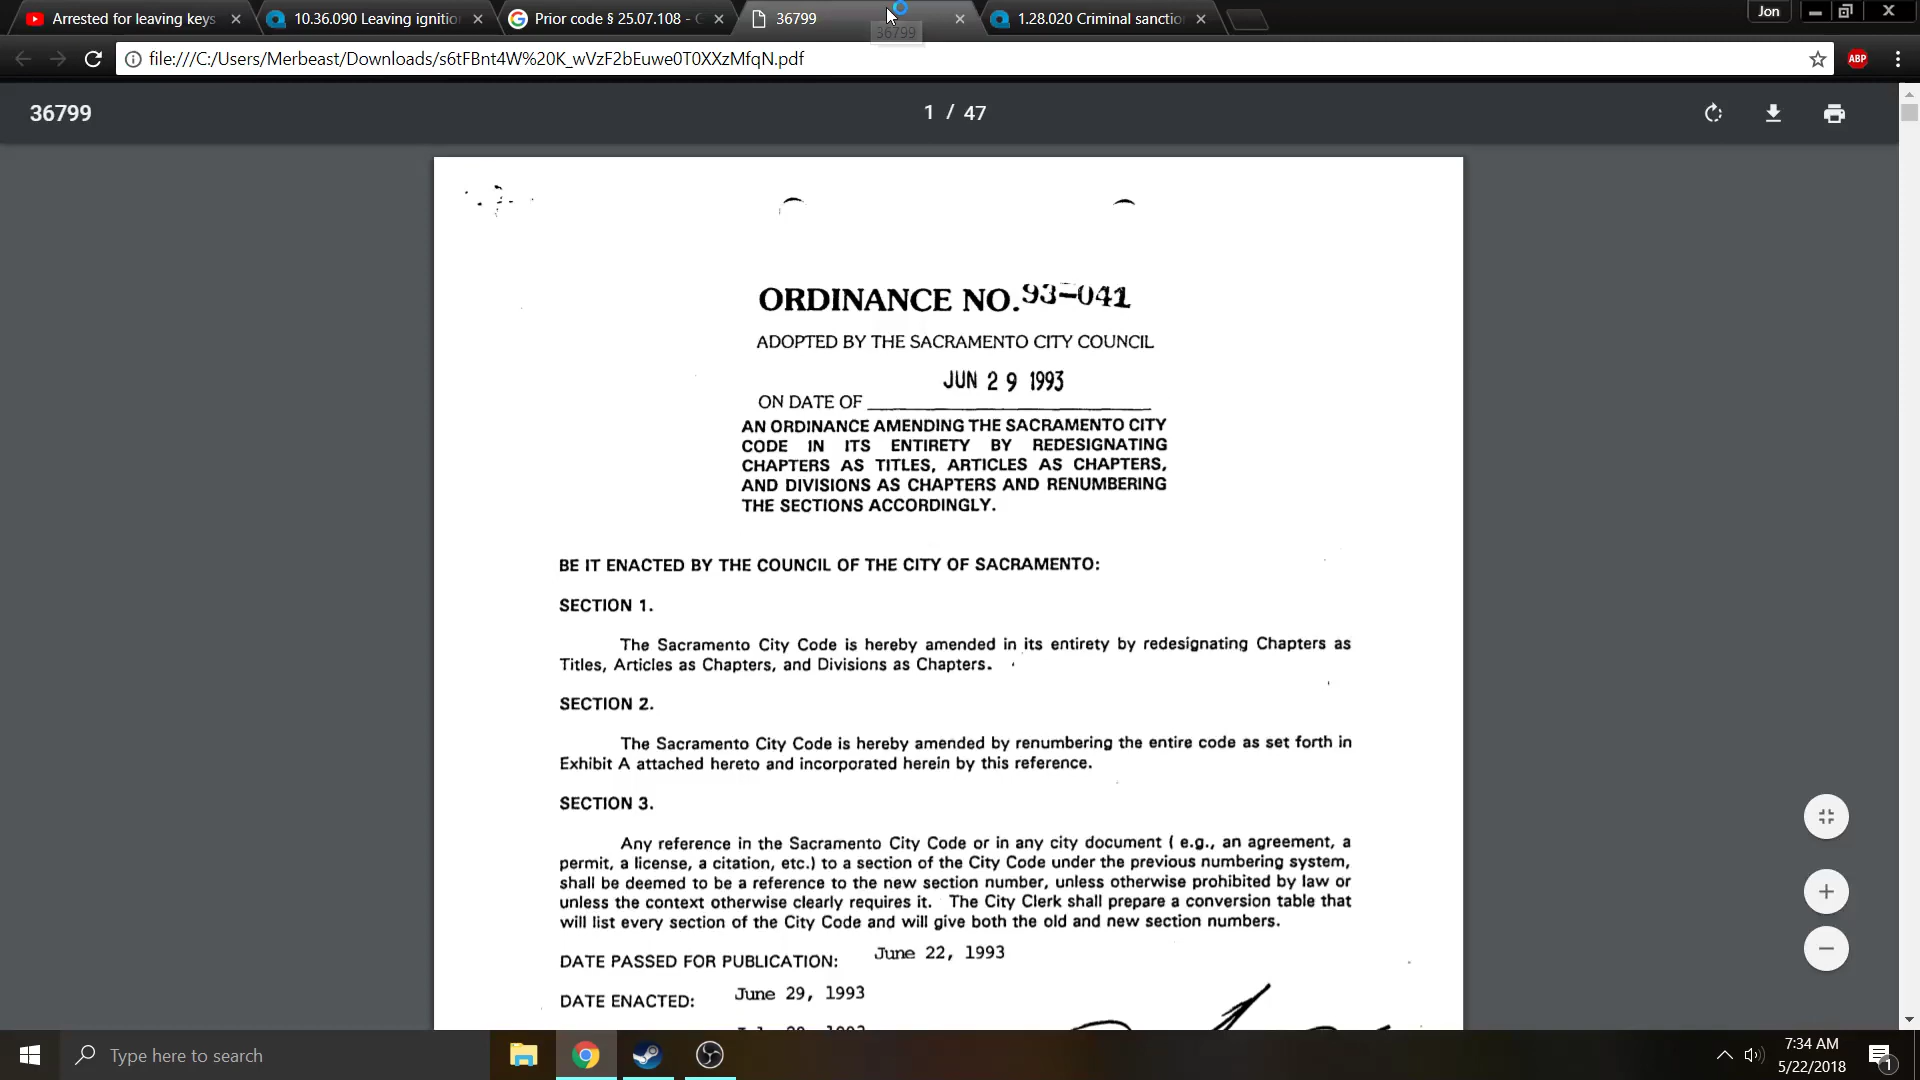 Arrested for leaving keys
10.36.090 Leaving ignitio
Prior code § 25.07.108 -
36799
1.28.020 Criminal sanctio
Jon
36799
file:///C:/Users/Merbeast/Downloads/s6tFBnt4W%20K_wVzF2bEuwe0T0XXzMfqN.pdf
ABP
36799
1 / 47
ORDINANCE NO. 93-041
ADOPTED BY THE SACRAMENTO CITY COUNCIL
JUN 29 1993
ON DATE OF
AN ORDINANCE AMENDING THE SACRAMENTO CITY
CODE IN ITS ENTIRETY BY REDESIGNATING
CHAPTERS AS TITLES, ARTICLES AS CHAPTERS,
AND DIVISIONS AS CHAPTERS AND RENUMBERING
THE SECTIONS ACCORDINGLY.
BE IT ENACTED BY THE COUNCIL OF THE CITY OF SACRAMENTO:
SECTION 1.
The Sacramento City Code is hereby amended in its entirety by redesignating Chapters as
Titles, Articles as Chapters, and Divisions as Chapters.
SECTION 2.
The Sacramento City Code is hereby amended by renumbering the entire code as set forth in
Exhibit A attached hereto and incorporated herein by this reference.
SECTION 3.
Any reference in the Sacramento City Code or in any city document ( e.g., an agreement, a
permit, a license, a citation, etc.) to a section of the City Code under the previous numbering system,
shall be deemed to be a reference to the new section number, unless otherwise prohibited by law or
unless the context otherwise clearly requires it. The City Clerk shall prepare a conversion table that
will list every section of the City Code and will give both the old and new section numbers.
DATE PASSED FOR PUBLICATION: June 22, 1993
DATE ENACTED: June 29, 1993
Type here to search
7:34 AM
5/22/2018
1